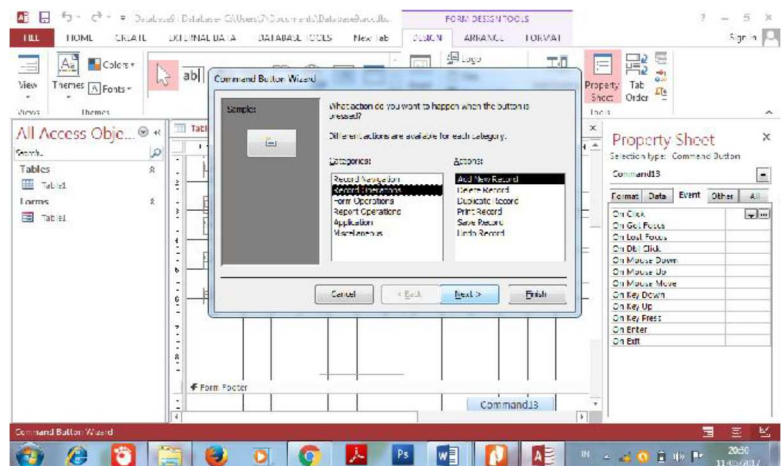 FORM DESIGN TOOLS
FILE HOME CREATE EXTERNAL DATA DATABASE TOOLS New Tab DESIGN ARRANGE FORMAT Sign in
View
Themes
Colors
Fonts
Themes
Views
Logo
Property Sheet
Tab Order
Tools
Command Button Wizard
Sample:
What action do you want to happen when the button is pressed?
Different actions are available for each category.
Categories:
Record Navigation
Record Operations
Form Operations
Report Operations
Application
Miscellaneous
Actions:
Add New Record
Delete Record
Duplicate Record
Print Record
Save Record
Undo Record
Cancel
< Back
Next >
Finish
All Access Obje...
Search..
Tables
Table1
Forms
Table1
Form Footer
Command13
Property Sheet
Selection type: Command Button
Command13
Format Data Event Other All
On Click
On Got Focus
On Lost Focus
On Dbl Click
On Mouse Down
On Mouse Up
On Mouse Move
On Key Down
On Key Up
On Key Press
On Enter
On Exit
Command Button Wizard
IN
20:30